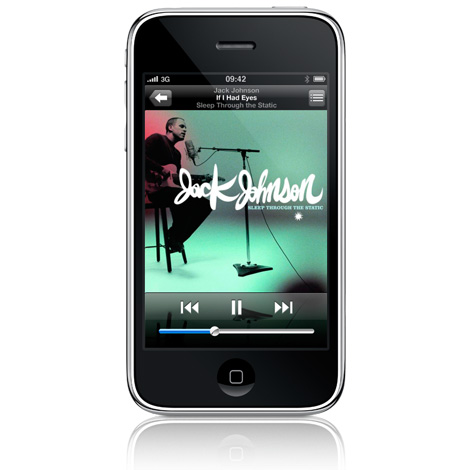 3G 09:42
Jack Johnson
If I Had Eyes
Sleep Through the Static
Jack Johnson
SLEEP THROUGH THE STATIC